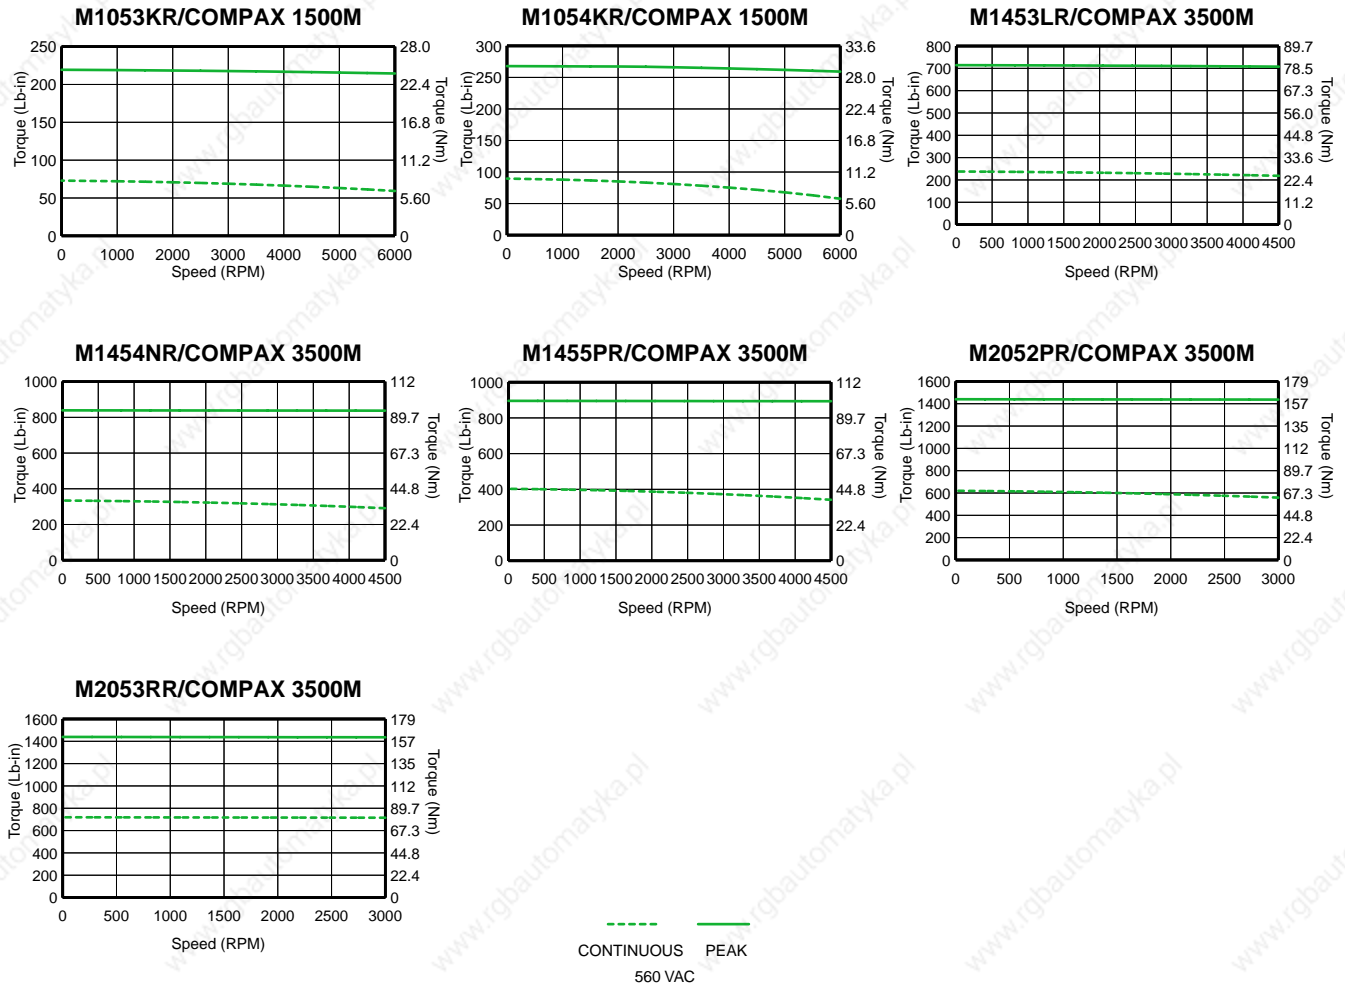 M1053KR/COMPAX 1500M
250
200
150
100
50
0
28.0
22.4
16.8
11.2
5.60
0
Torque (Lb-in)
Torque (Nm)
0 1000 2000 3000 4000 5000 6000
Speed (RPM)
M1054KR/COMPAX 1500M
300
250
200
150
100
50
0
33.6
28.0
22.4
16.8
11.2
5.60
0
Torque (Lb-in)
Torque (Nm)
0 1000 2000 3000 4000 5000 6000
Speed (RPM)
M1453LR/COMPAX 3500M
800
700
600
500
400
300
200
100
0
89.7
78.5
67.3
56.0
44.8
33.6
22.4
11.2
0
Torque (Lb-in)
Torque (Nm)
0 500 1000 1500 2000 2500 3000 3500 4000 4500
Speed (RPM)
M1454NR/COMPAX 3500M
1000
800
600
400
200
0
112
89.7
67.3
44.8
22.4
0
Torque (Lb-in)
Torque (Nm)
0 500 1000 1500 2000 2500 3000 3500 4000 4500
Speed (RPM)
M1455PR/COMPAX 3500M
1000
800
600
400
200
0
112
89.7
67.3
44.8
22.4
0
Torque (Lb-in)
Torque (Nm)
0 500 1000 1500 2000 2500 3000 3500 4000 4500
Speed (RPM)
M2052PR/COMPAX 3500M
1600
1400
1200
1000
800
600
400
200
0
179
157
135
112
89.7
67.3
44.8
22.4
0
Torque (Lb-in)
Torque (Nm)
0 500 1000 1500 2000 2500 3000
Speed (RPM)
M2053RR/COMPAX 3500M
1600
1400
1200
1000
800
600
400
200
0
179
157
135
112
89.7
67.3
44.8
22.4
0
Torque (Lb-in)
Torque (Nm)
0 500 1000 1500 2000 2500 3000
Speed (RPM)
CONTINUOUS PEAK
560 VAC
www.rgbautomatyka.pl